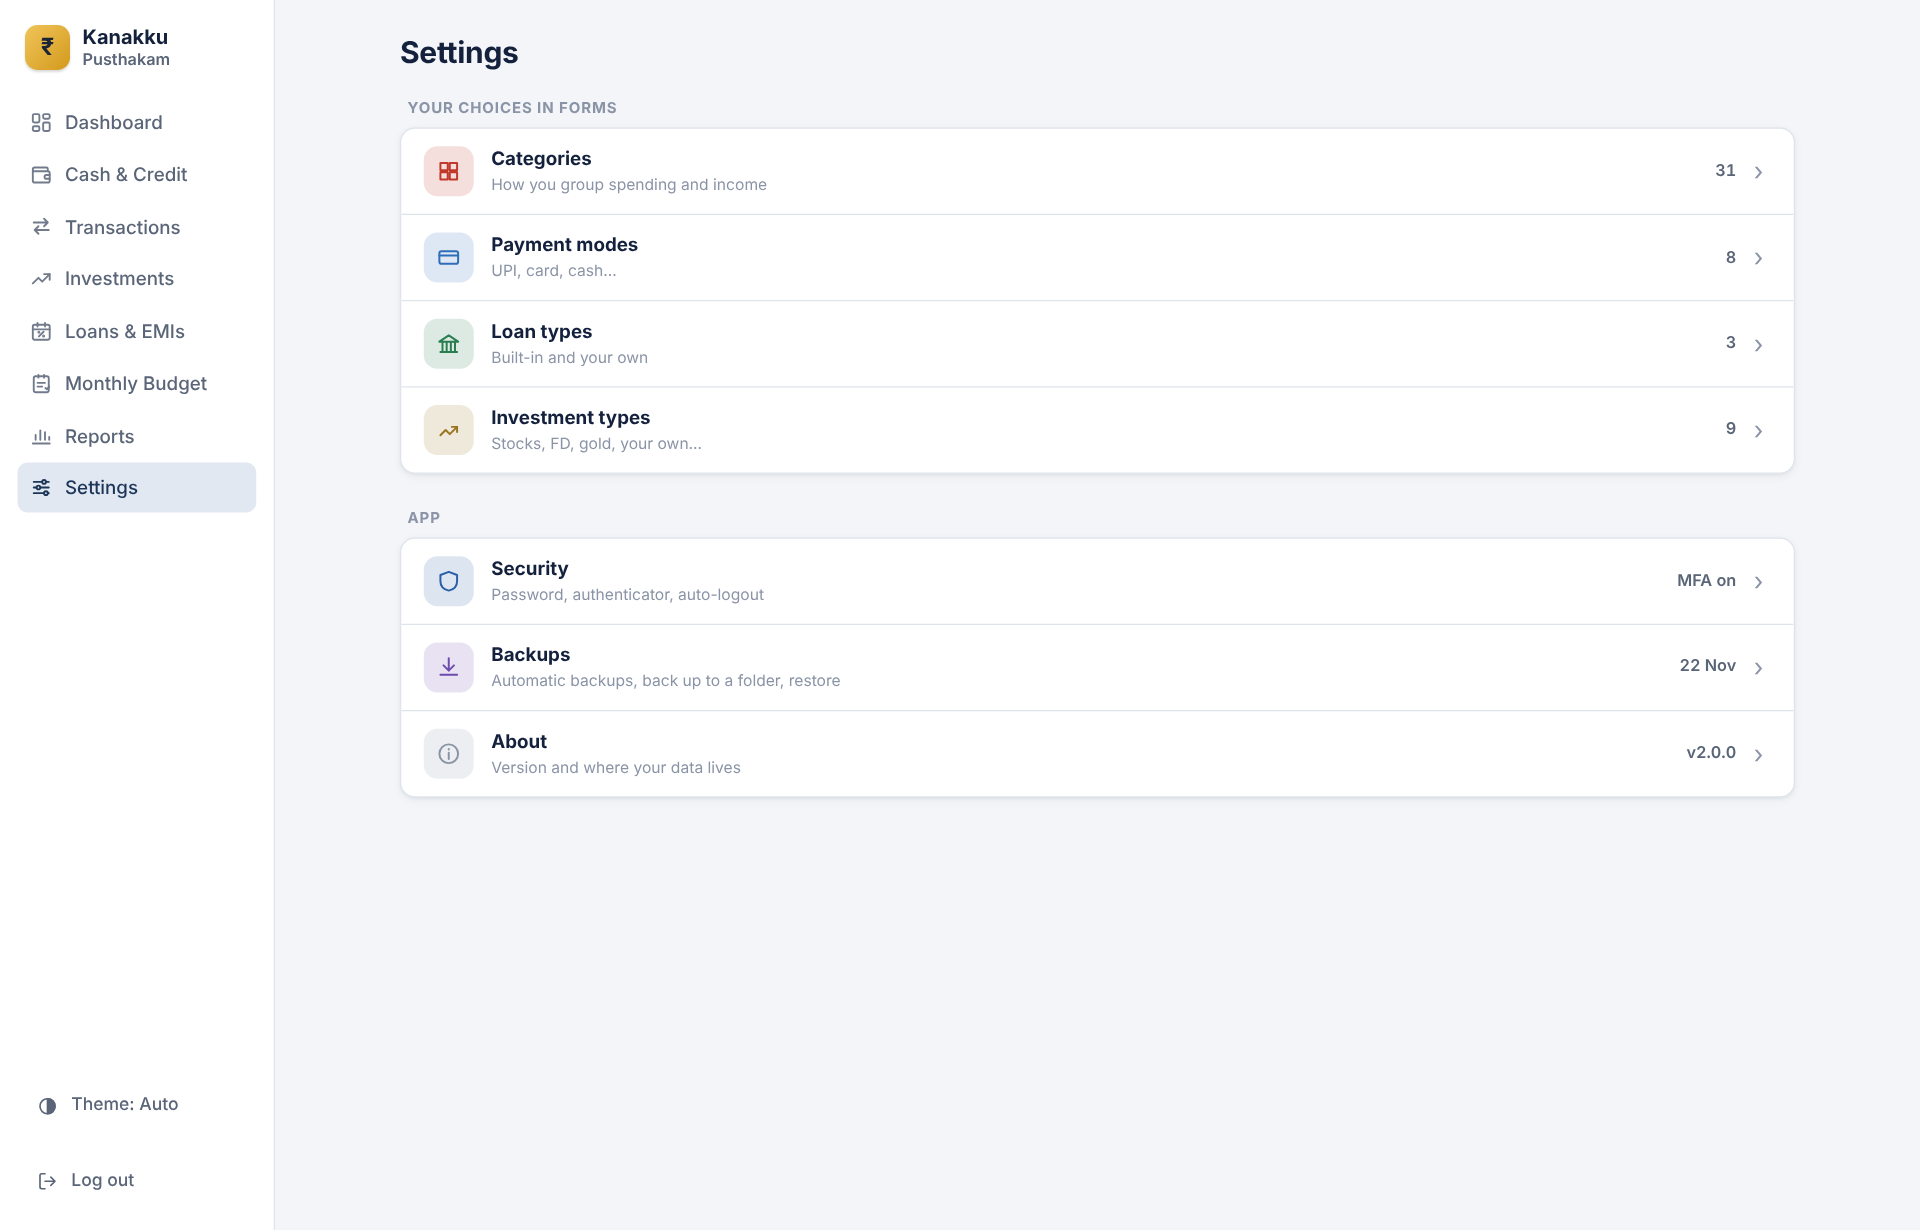 ₹
Kanakku
Pusthakam
Dashboard
Cash & Credit
Transactions
Investments
Loans & EMIs
Monthly Budget
Reports
Settings
Theme: Auto
Log out
Settings
YOUR CHOICES IN FORMS
Categories
How you group spending and income
31
Payment modes
UPI, card, cash...
8
Loan types
Built-in and your own
3
Investment types
Stocks, FD, gold, your own...
9
APP
Security
Password, authenticator, auto-logout
MFA on
Backups
Automatic backups, back up to a folder, restore
22 Nov
About
Version and where your data lives
v2.0.0